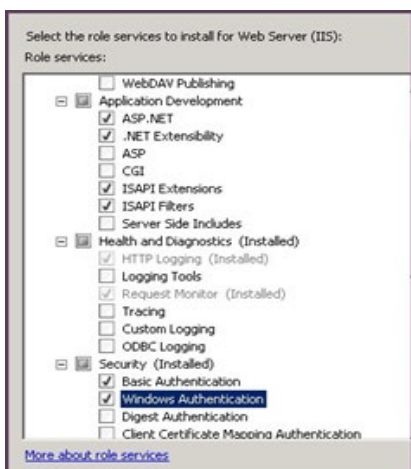 Select the role services to install for Web Server (IIS):
Role services:
WebDAV Publishing
Application Development
ASP.NET
.NET Extensibility
ASP
CGI
ISAPI Extensions
ISAPI Filters
Server Side Includes
Health and Diagnostics (Installed)
HTTP Logging (Installed)
Logging Tools
Request Monitor (Installed)
Tracing
Custom Logging
ODBC Logging
Security (Installed)
Basic Authentication
Windows Authentication
Digest Authentication
Client Certificate Mapping Authentication
More about role services